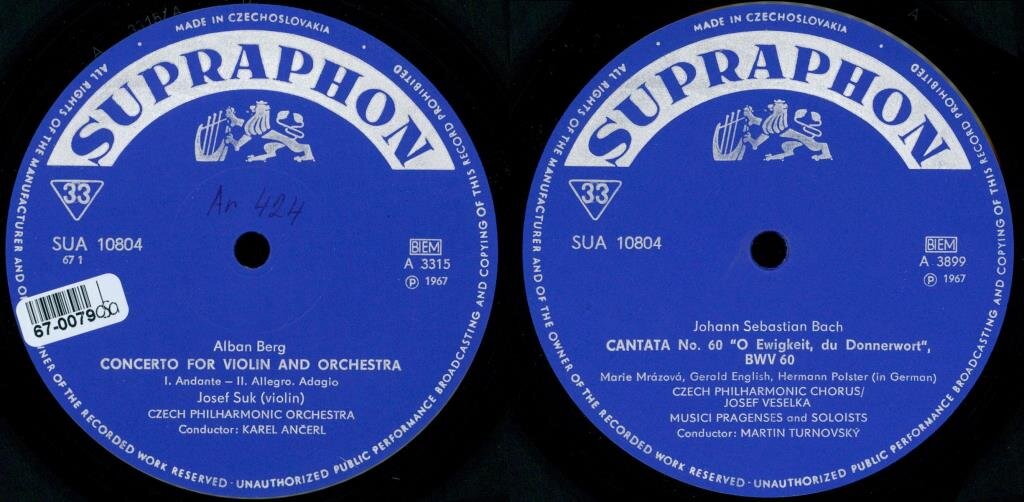 MADE IN CZECHOSLOVAKIA
ALL RIGHTS OF THE MANUFACTURER AND OF THE OWNER OF THE RECORDED WORK RESERVED · UNAUTHORIZED PUBLIC PERFORMANCE BROADCASTING AND COPYING OF THIS RECORD PROHIBITED
SUPRAPHON
33
An 424
SUA 10804
67 1
BIEM
A 3315
Ⓟ 1967
67-0079
Alban Berg
CONCERTO FOR VIOLIN AND ORCHESTRA
I. Andante – II. Allegro. Adagio
Josef Suk (violin)
CZECH PHILHARMONIC ORCHESTRA
Conductor: KAREL ANČERL
MADE IN CZECHOSLOVAKIA
ALL RIGHTS OF THE MANUFACTURER AND OF THE OWNER OF THE RECORDED WORK RESERVED · UNAUTHORIZED PUBLIC PERFORMANCE BROADCASTING AND COPYING OF THIS RECORD PROHIBITED
SUPRAPHON
33
SUA 10804
BIEM
A 3899
Ⓟ 1967
Johann Sebastian Bach
CANTATA No. 60 "O Ewigkeit, du Donnerwort",
BWV 60
Marie Mrázová, Gerald English, Hermann Polster (in German)
CZECH PHILHARMONIC CHORUS/
JOSEF VESELKA
MUSICI PRAGENSES and SOLOISTS
Conductor: MARTIN TURNOVSKÝ